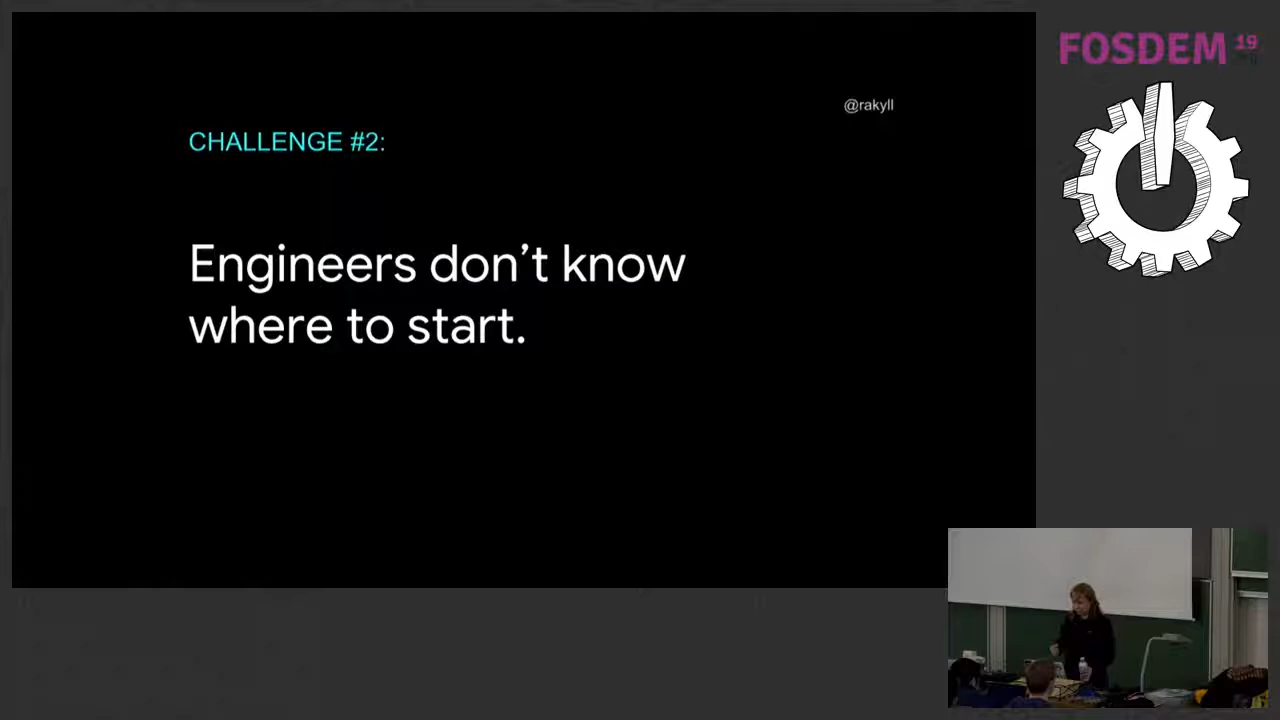 FOSDEM 19
@rakyll
CHALLENGE #2:
Engineers don’t know
where to start.